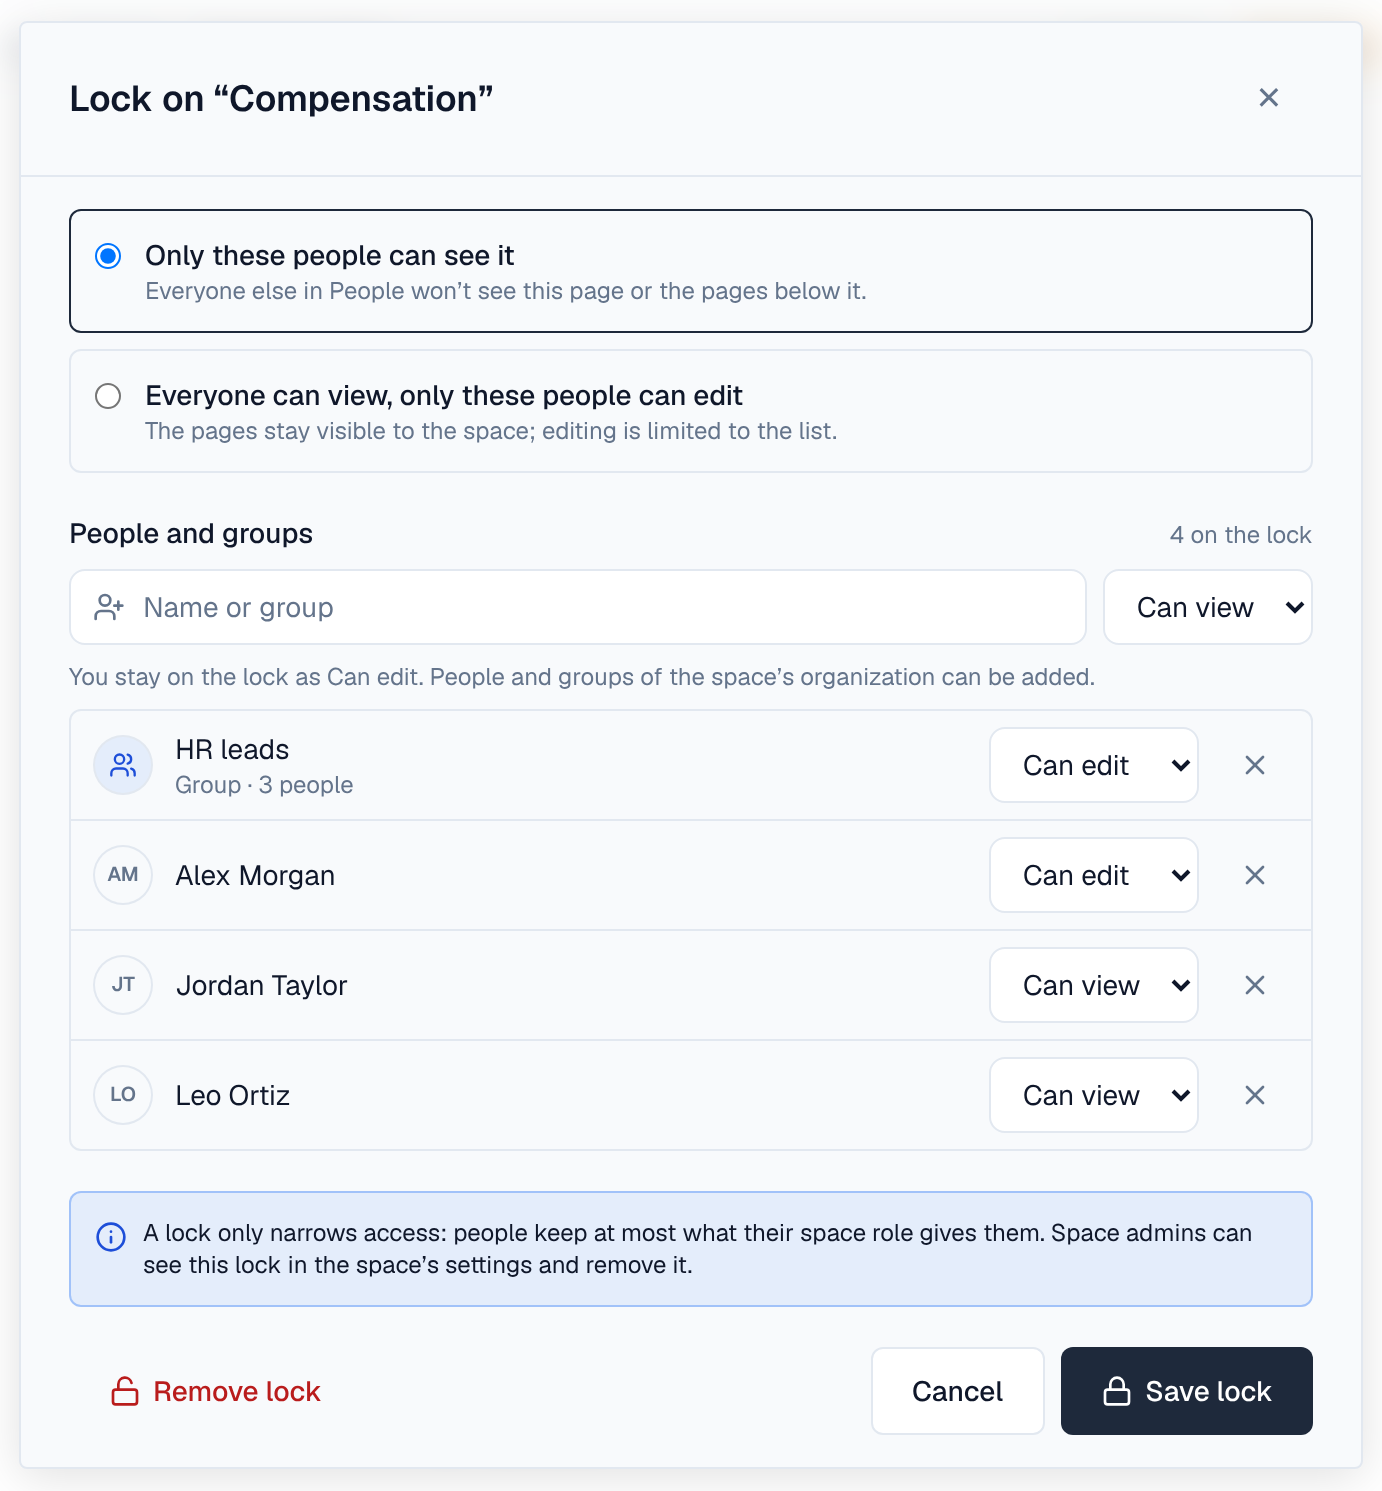 Lock on “Compensation”
Only these people can see it
Everyone else in People won’t see this page or the pages below it.
Everyone can view, only these people can edit
The pages stay visible to the space; editing is limited to the list.
People and groups
4 on the lock
Name or group
Can view
You stay on the lock as Can edit. People and groups of the space’s organization can be added.
HR leads
Group · 3 people
Can edit
AM
Alex Morgan
Can edit
JT
Jordan Taylor
Can view
LO
Leo Ortiz
Can view
A lock only narrows access: people keep at most what their space role gives them. Space admins can
see this lock in the space’s settings and remove it.
Remove lock
Cancel
Save lock